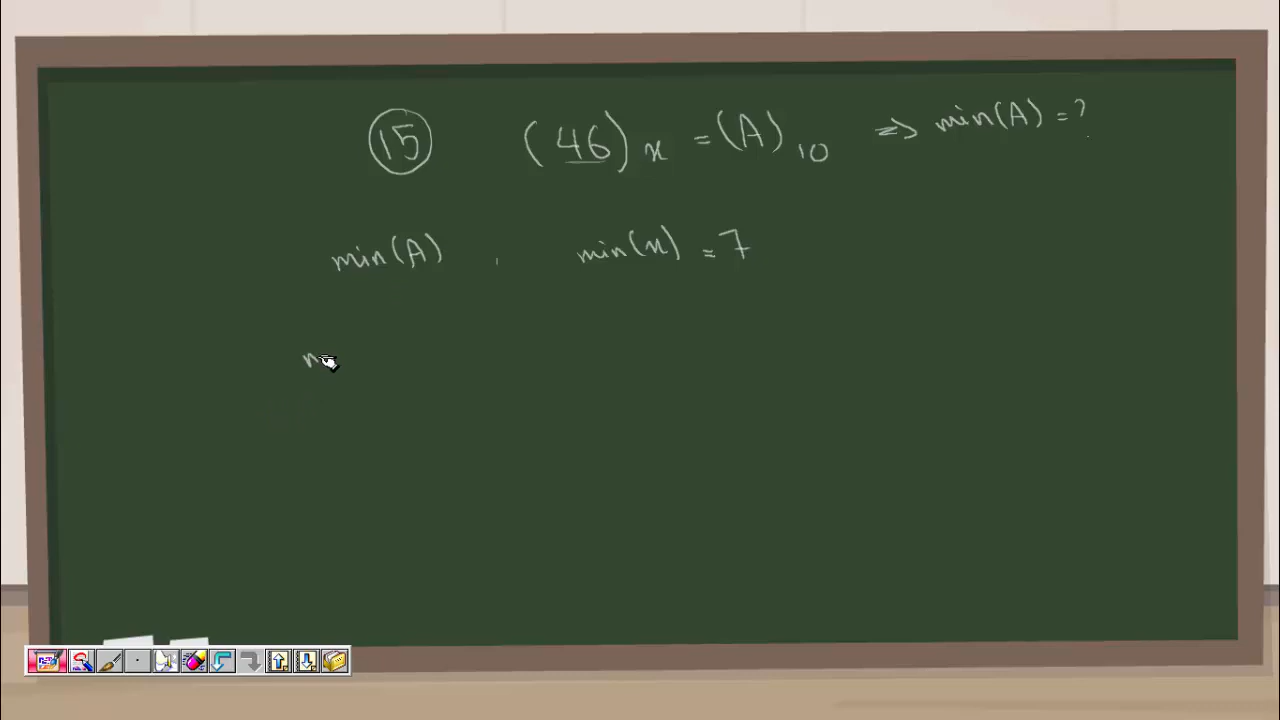 15 (46)x = (A)10 => min(A) = ?
min(A) , min(x) = 7